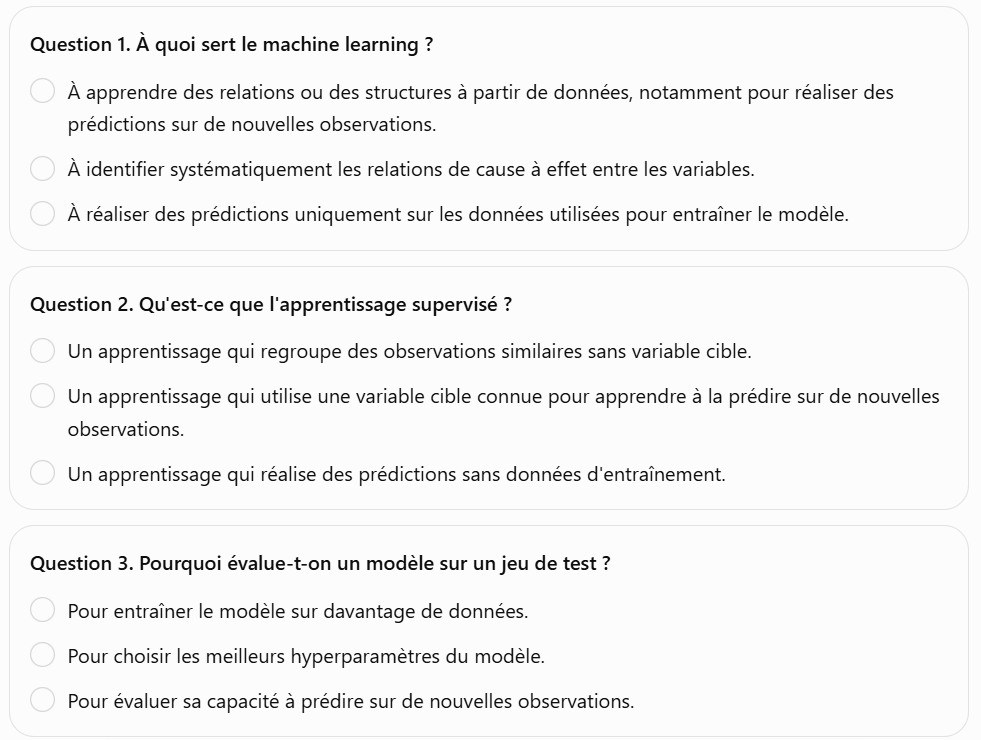 Question 1. À quoi sert le machine learning ?
À apprendre des relations ou des structures à partir de données, notamment pour réaliser des
prédictions sur de nouvelles observations.
À identifier systématiquement les relations de cause à effet entre les variables.
À réaliser des prédictions uniquement sur les données utilisées pour entraîner le modèle.
Question 2. Qu'est-ce que l'apprentissage supervisé ?
Un apprentissage qui regroupe des observations similaires sans variable cible.
Un apprentissage qui utilise une variable cible connue pour apprendre à la prédire sur de nouvelles
observations.
Un apprentissage qui réalise des prédictions sans données d'entraînement.
Question 3. Pourquoi évalue-t-on un modèle sur un jeu de test ?
Pour entraîner le modèle sur davantage de données.
Pour choisir les meilleurs hyperparamètres du modèle.
Pour évaluer sa capacité à prédire sur de nouvelles observations.